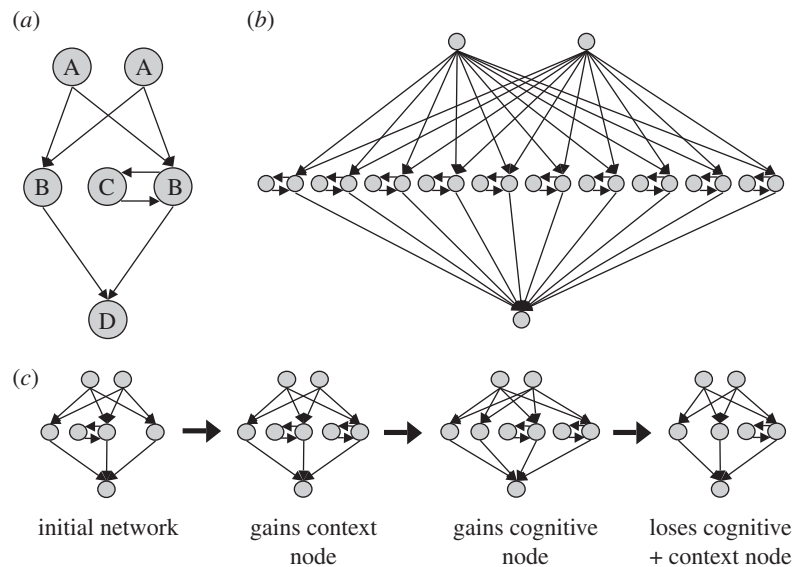 (a)
(b)
A A
B C B
D
(c)
initial network
gains context
node
gains cognitive
node
loses cognitive
+ context node